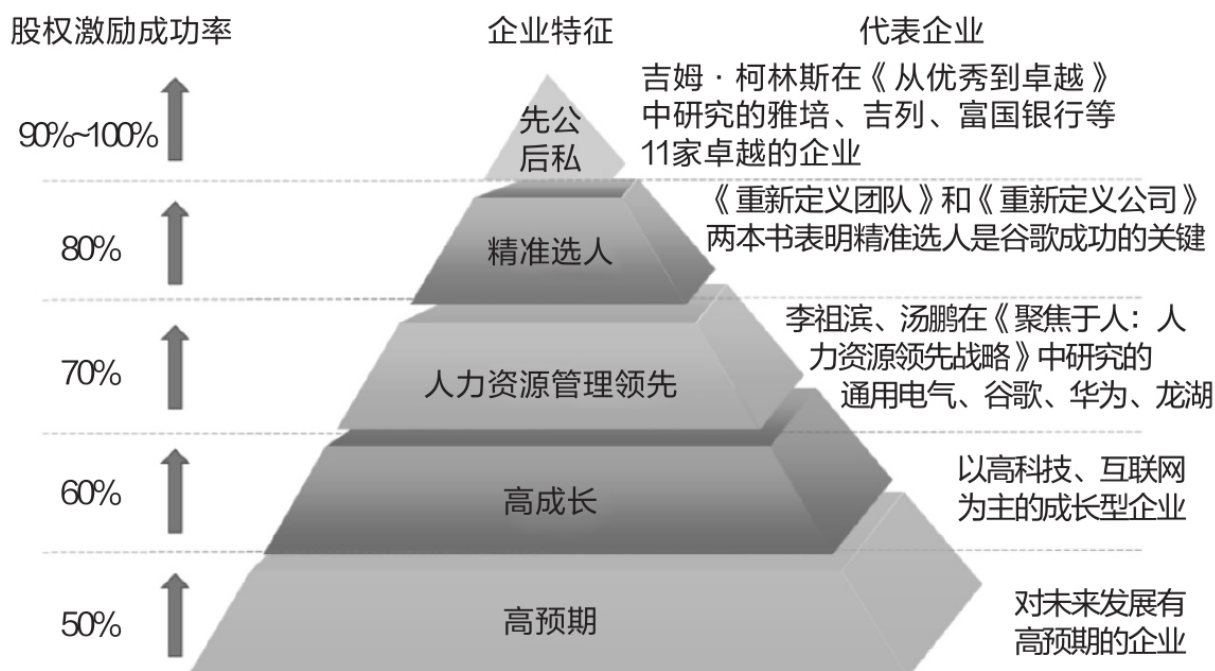 股权激励成功率 企业特征 代表企业
90%~100%
先公
后私
吉姆·柯林斯在《从优秀到卓越》
中研究的雅培、吉列、富国银行等
11家卓越的企业
80%
精准选人
《重新定义团队》和《重新定义公司》
两本书表明精准选人是谷歌成功的关键
70%
人力资源管理领先
李祖滨、汤鹏在《聚焦于人：人
力资源领先战略》中研究的
通用电气、谷歌、华为、龙湖
60%
高成长
以高科技、互联网
为主的成长型企业
50%
高预期
对未来发展有
高预期的企业